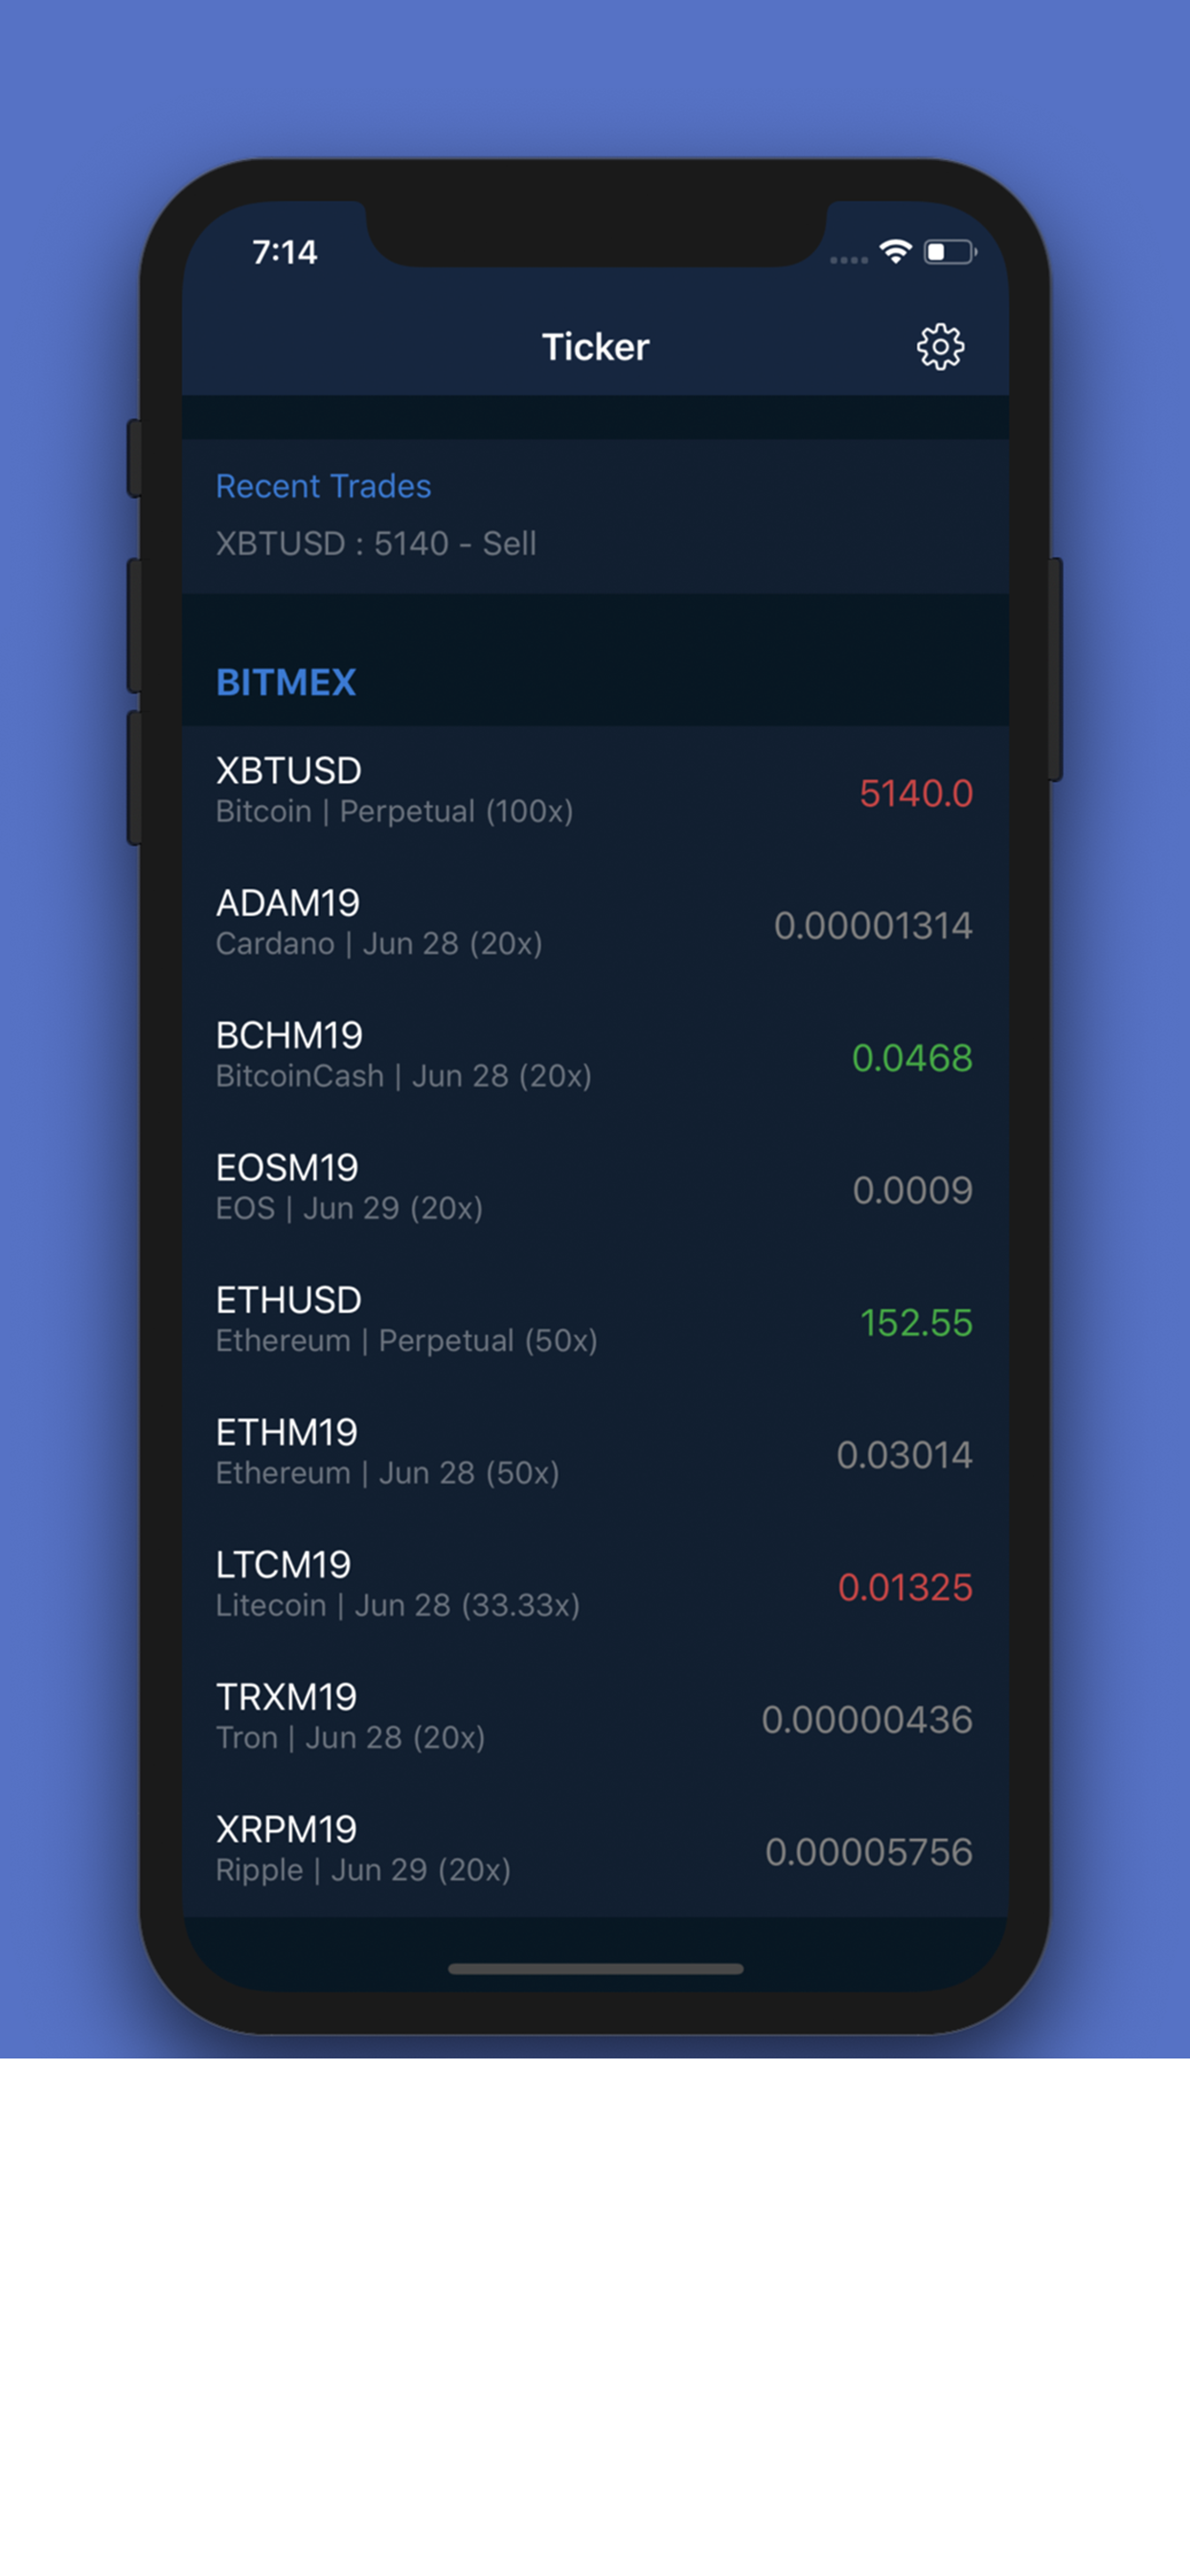 7:14
Ticker
Recent Trades
XBTUSD : 5140 - Sell
BITMEX
XBTUSD
Bitcoin | Perpetual (100x)
5140.0
ADAM19
Cardano | Jun 28 (20x)
0.00001314
BCHM19
BitcoinCash | Jun 28 (20x)
0.0468
EOSM19
EOS | Jun 29 (20x)
0.0009
ETHUSD
Ethereum | Perpetual (50x)
152.55
ETHM19
Ethereum | Jun 28 (50x)
0.03014
LTCM19
Litecoin | Jun 28 (33.33x)
0.01325
TRXM19
Tron | Jun 28 (20x)
0.00000436
XRPM19
Ripple | Jun 29 (20x)
0.00005756